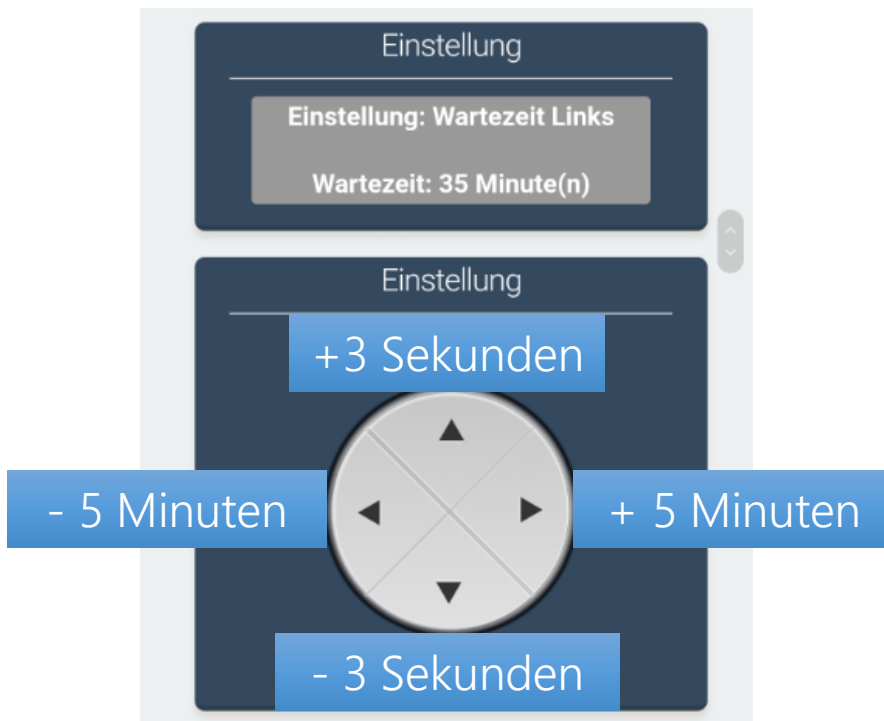 Einstellung
Einstellung: Wartezeit Links
Wartezeit: 35 Minute(n)
Einstellung
+3 Sekunden
- 5 Minuten
+ 5 Minuten
- 3 Sekunden